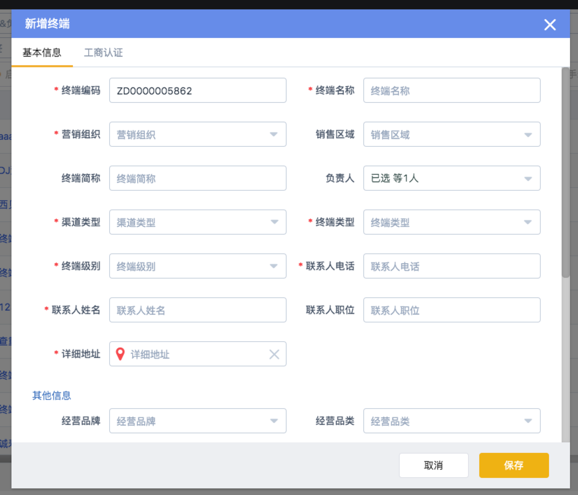 新增终端
基本信息 工商认证
* 终端编码 ZD0000005862 * 终端名称 终端名称
* 营销组织 营销组织 销售区域 销售区域
终端简称 终端简称 负责人 已选 等1人
* 渠道类型 渠道类型 * 终端类型 终端类型
* 终端级别 终端级别 * 联系人电话 联系人电话
* 联系人姓名 联系人姓名 联系人职位 联系人职位
* 详细地址 详细地址
其他信息
经营品牌 经营品牌 经营品类 经营品类
取消 保存